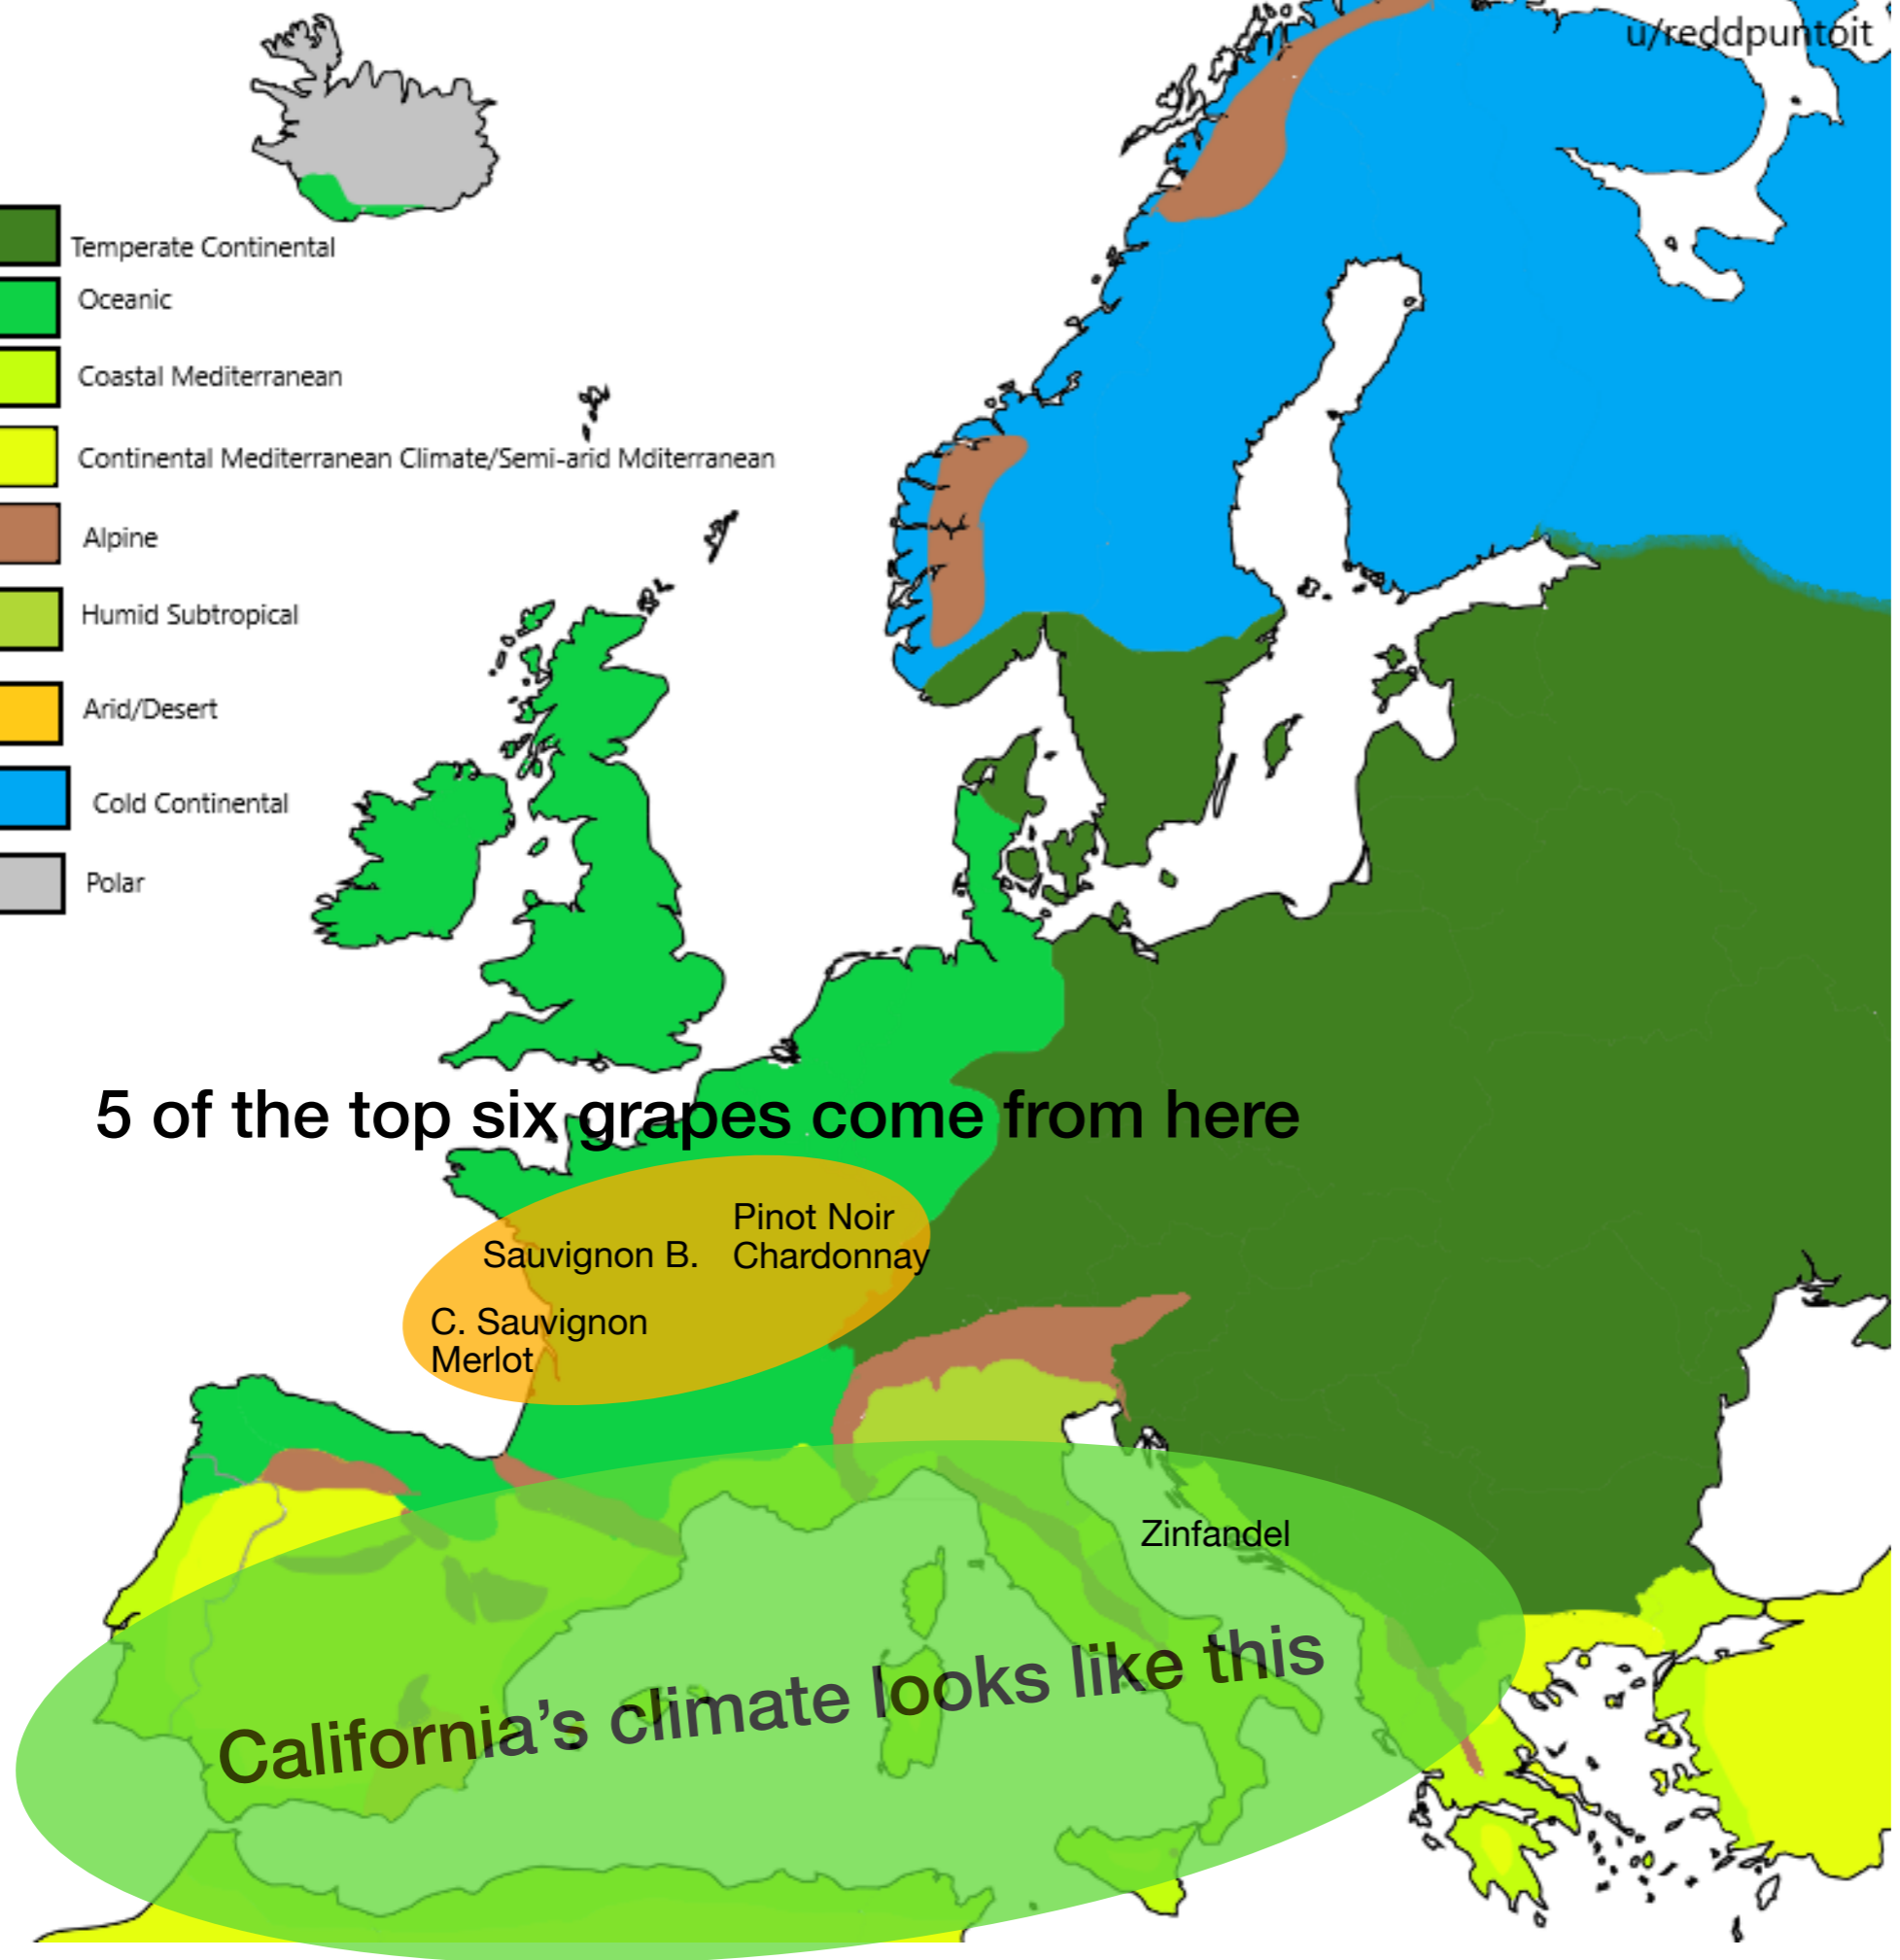 u/reddpuntoit
Temperate Continental
Oceanic
Coastal Mediterranean
Continental Mediterranean Climate/Semi-arid Mditerranean
Alpine
Humid Subtropical
Arid/Desert
Cold Continental
Polar
5 of the top six grapes come from here
Pinot Noir
Sauvignon B.
Chardonnay
C. Sauvignon
Merlot
Zinfandel
California’s climate looks like this